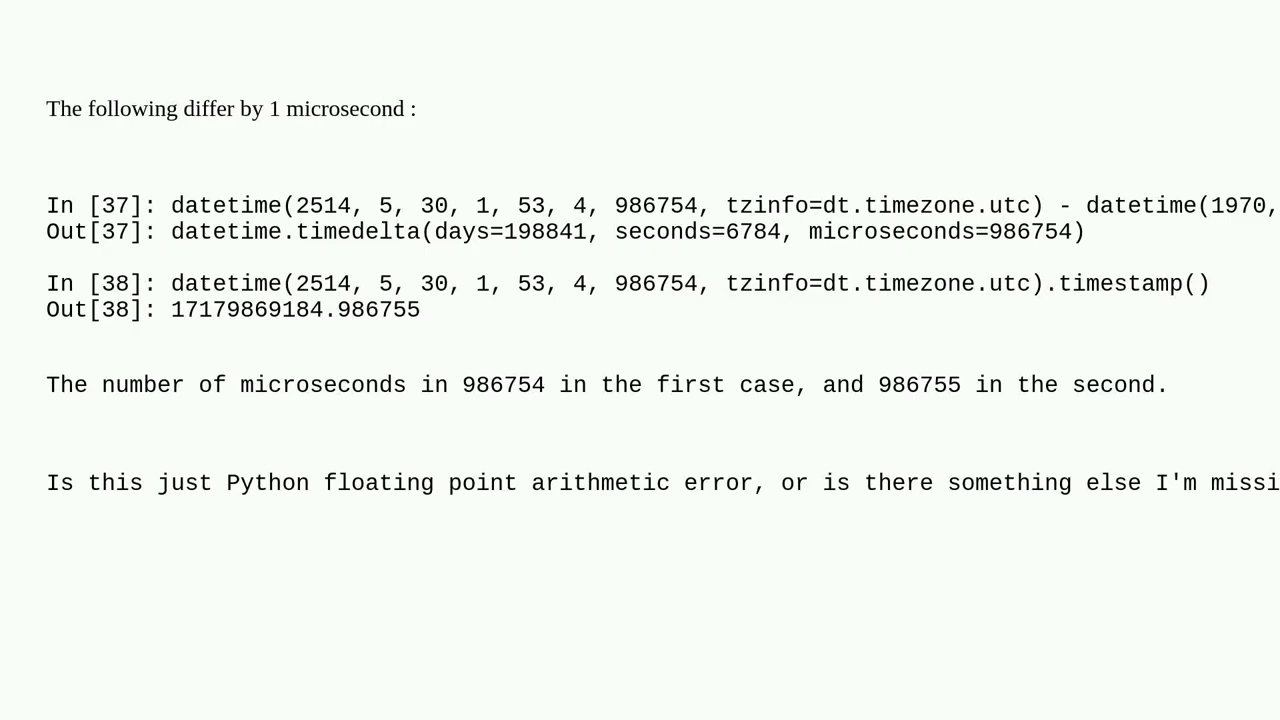 The following differ by 1 microsecond :
In [37]: datetime(2514, 5, 30, 1, 53, 4, 986754, tzinfo=dt.timezone.utc) - datetime(1970,
Out[37]: datetime.timedelta(days=198841, seconds=6784, microseconds=986754)
In [38]: datetime(2514, 5, 30, 1, 53, 4, 986754, tzinfo=dt.timezone.utc).timestamp()
Out[38]: 17179869184.986755
The number of microseconds in 986754 in the first case, and 986755 in the second.
Is this just Python floating point arithmetic error, or is there something else I'm missi